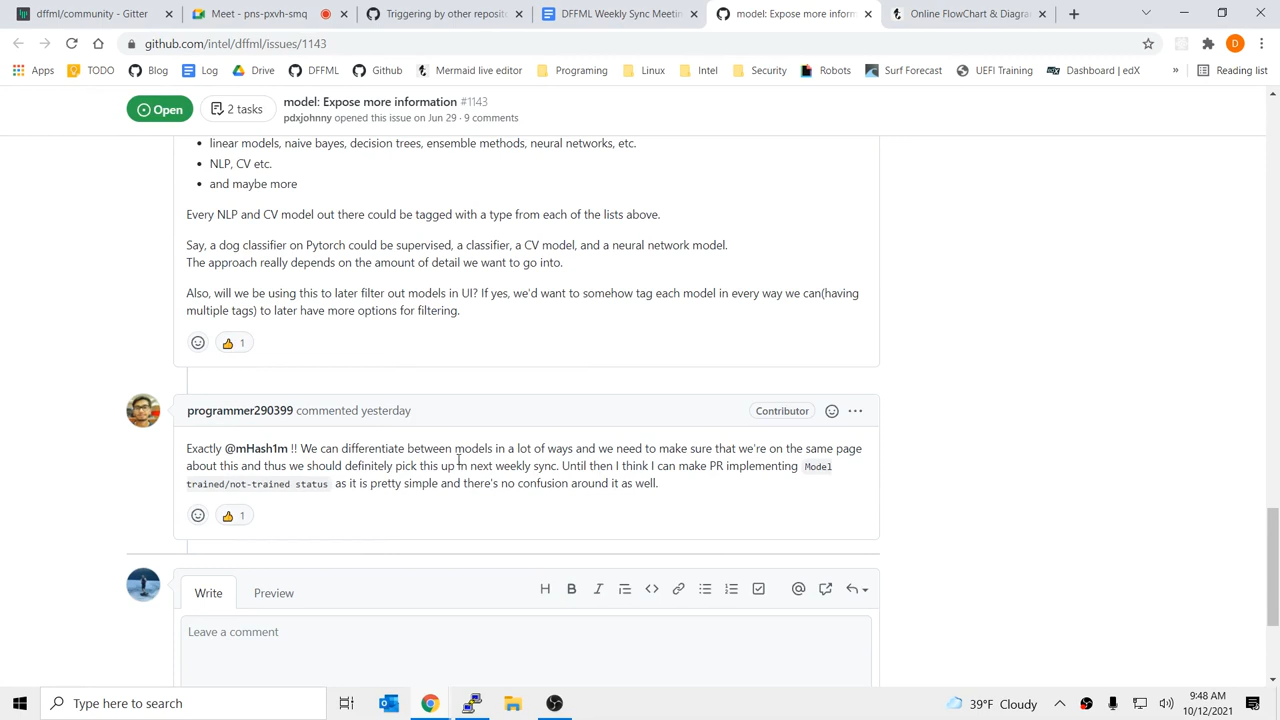 dffml/community - Gitter
Meet - pns-pxvh-smq
Triggering by other reposit
DFFML Weekly Sync Meetin
model: Expose more inform
Online FlowChart & Diagra
github.com/intel/dffml/issues/1143
D
Apps
TODO
Blog
Log
Drive
DFFML
Github
Mermaid live editor
Programing
Linux
Intel
Security
Robots
Surf Forecast
UEFI Training
Dashboard | edX
»
Reading list
Open
2 tasks
model: Expose more information #1143
pdxjohnny opened this issue on Jun 29 · 9 comments
• linear models, naive bayes, decision trees, ensemble methods, neural networks, etc.
• NLP, CV etc.
• and maybe more
Every NLP and CV model out there could be tagged with a type from each of the lists above.
Say, a dog classifier on Pytorch could be supervised, a classifier, a CV model, and a neural network model.
The approach really depends on the amount of detail we want to go into.
Also, will we be using this to later filter out models in UI? If yes, we'd want to somehow tag each model in every way we can(having
multiple tags) to later have more options for filtering.
👍 1
programmer290399 commented yesterday
Contributor
Exactly @mHash1m !! We can differentiate between models in a lot of ways and we need to make sure that we're on the same page
about this and thus we should definitely pick this up in next weekly sync. Until then I think I can make PR implementing Model
trained/not-trained status as it is pretty simple and there's no confusion around it as well.
👍 1
Write
Preview
Leave a comment
Type here to search
39°F Cloudy
9:48 AM
10/12/2021